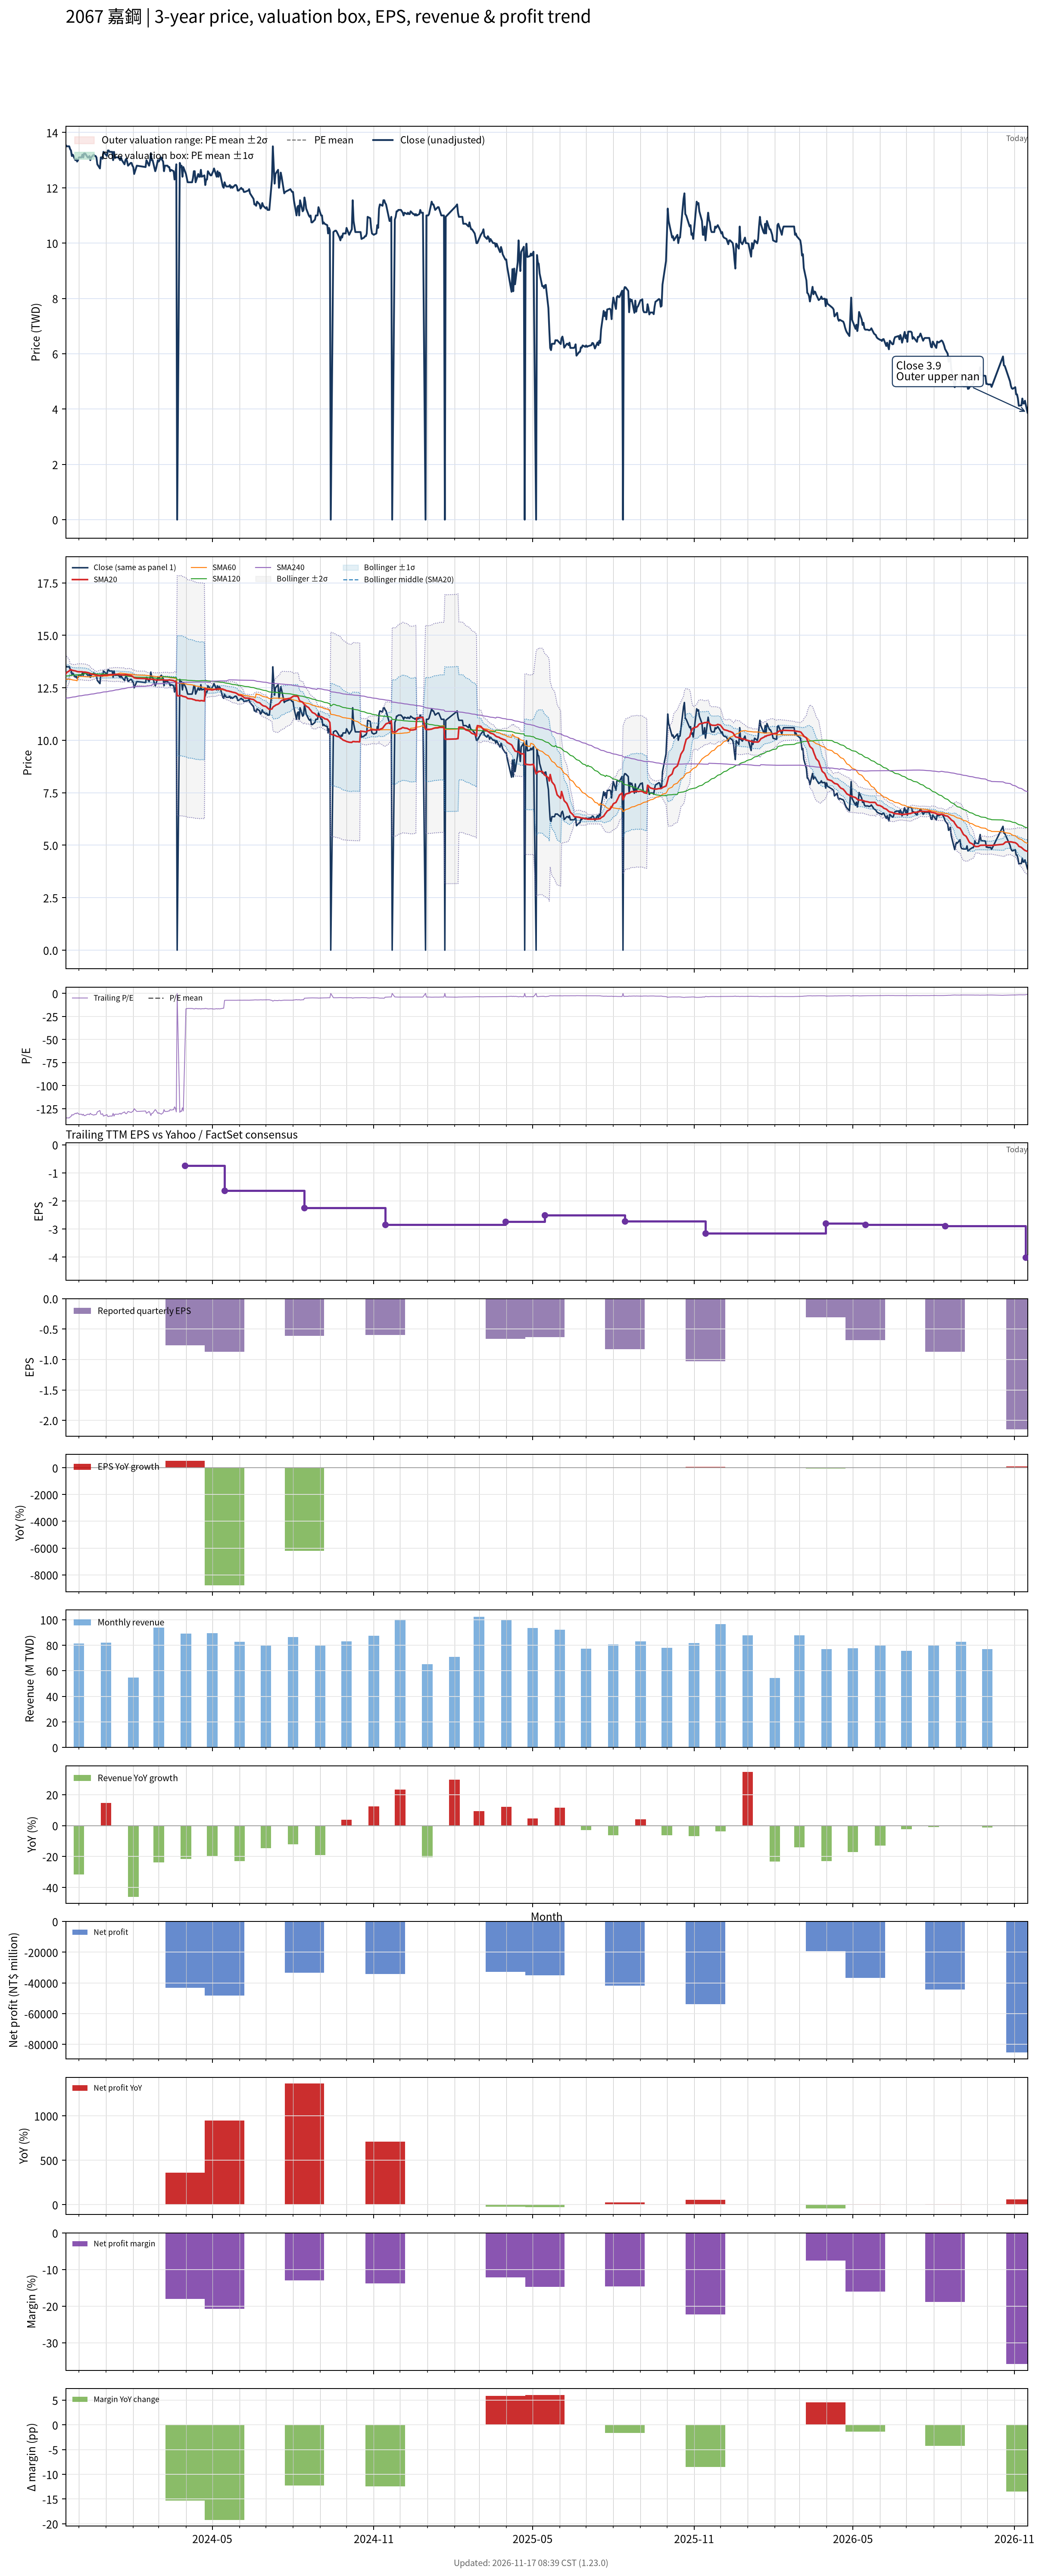 2067 嘉鋼 | 3-year price, valuation box, EPS, revenue & profit trend
Outer valuation range: PE mean ±2σ
PE mean
Close (unadjusted)
Core valuation box: PE mean ±1σ
Today
Price (TWD)
14
12
10
8
6
4
2
0
Close 3.9
Outer upper nan
Close (same as panel 1)
SMA20
SMA60
SMA120
SMA240
Bollinger ±2σ
Bollinger ±1σ
Bollinger middle (SMA20)
Price
17.5
15.0
12.5
10.0
7.5
5.0
2.5
0.0
Trailing P/E
P/E mean
P/E
0
-25
-50
-75
-100
-125
Trailing TTM EPS vs Yahoo / FactSet consensus
Today
EPS
0
-1
-2
-3
-4
Reported quarterly EPS
EPS
0.0
-0.5
-1.0
-1.5
-2.0
EPS YoY growth
YoY (%)
0
-2000
-4000
-6000
-8000
Monthly revenue
Revenue (M TWD)
100
80
60
40
20
0
Revenue YoY growth
YoY (%)
20
0
-20
-40
Month
Net profit
Net profit (NT$ million)
0
-20000
-40000
-60000
-80000
Net profit YoY
YoY (%)
1000
500
0
Net profit margin
Margin (%)
0
-10
-20
-30
Margin YoY change
Δ margin (pp)
5
0
-5
-10
-15
-20
2024-05
2024-11
2025-05
2025-11
2026-05
2026-11
Updated: 2026-11-17 08:39 CST (1.23.0)